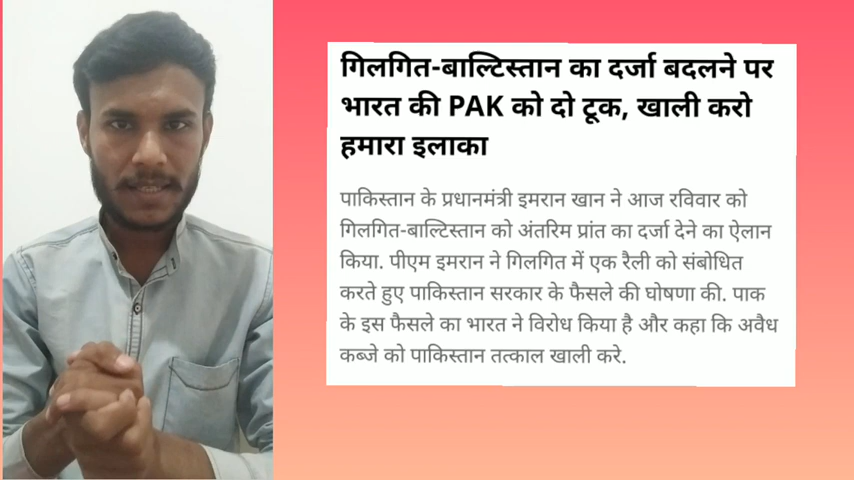 गिलगित-बाल्टिस्तान का दर्जा बदलने पर
भारत की PAK को दो टूक, खाली करो
हमारा इलाका
पाकिस्तान के प्रधानमंत्री इमरान खान ने आज रविवार को
गिलगित-बाल्टिस्तान को अंतरिम प्रांत का दर्जा देने का ऐलान
किया. पीएम इमरान ने गिलगित में एक रैली को संबोधित
करते हुए पाकिस्तान सरकार के फैसले की घोषणा की. पाक
के इस फैसले का भारत ने विरोध किया है और कहा कि अवैध
कब्जे को पाकिस्तान तत्काल खाली करे.